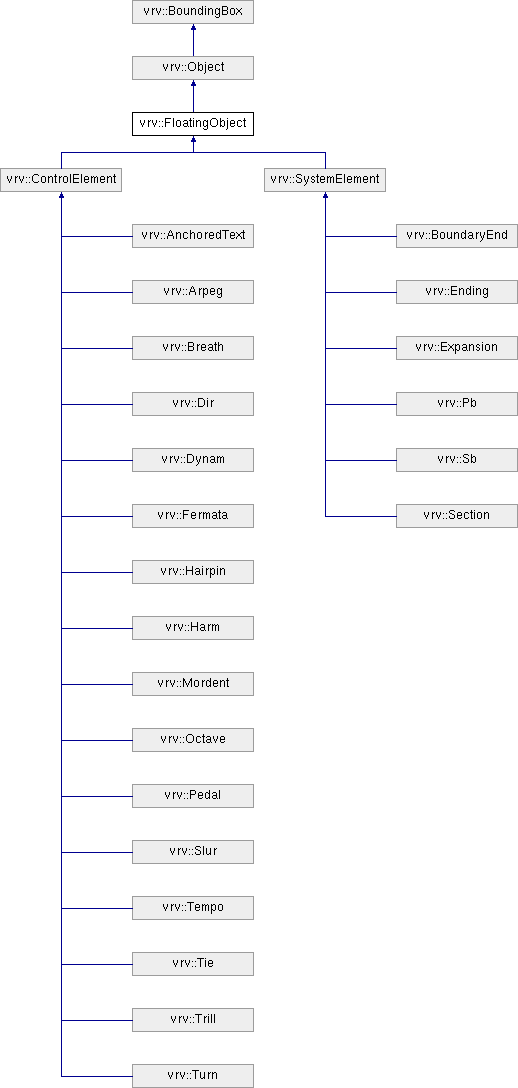 vrv::BoundingBox
vrv::Object
vrv::FloatingObject
vrv::ControlElement
vrv::SystemElement
vrv::AnchoredText
vrv::BoundaryEnd
vrv::Arpeg
vrv::Ending
vrv::Breath
vrv::Expansion
vrv::Dir
vrv::Pb
vrv::Dynam
vrv::Sb
vrv::Fermata
vrv::Section
vrv::Hairpin
vrv::Harm
vrv::Mordent
vrv::Octave
vrv::Pedal
vrv::Slur
vrv::Tempo
vrv::Tie
vrv::Trill
vrv::Turn